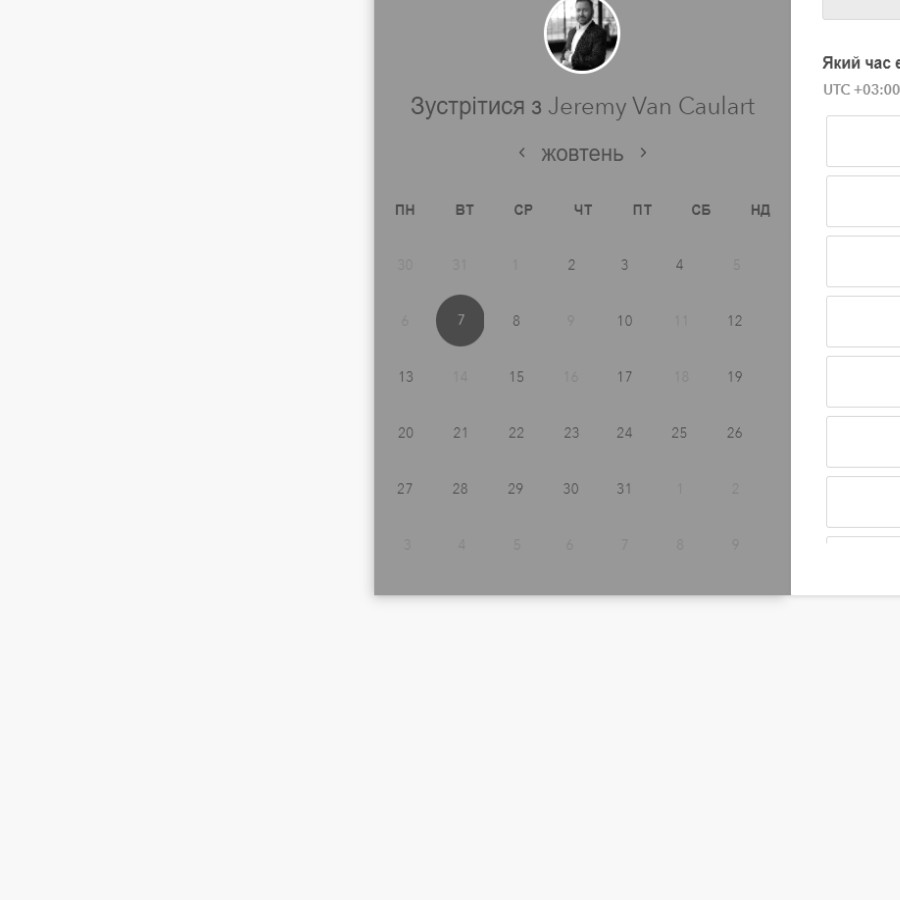 Зустрітися з Jeremy Van Caulart
жовтень
ПН ВТ СР ЧТ ПТ СБ НД
30 31 1 2 3 4 5
6 7 8 9 10 11 12
13 14 15 16 17 18 19
20 21 22 23 24 25 26
27 28 29 30 31 1 2
3 4 5 6 7 8 9
Який час
UTC +03:00